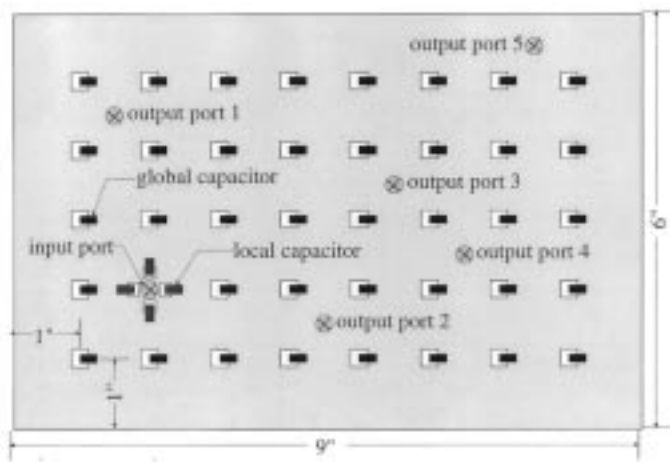 output port 5
output port 1
global capacitor
output port 3
6"
input port
local capacitor
output port 4
1"
output port 2
1"
9"